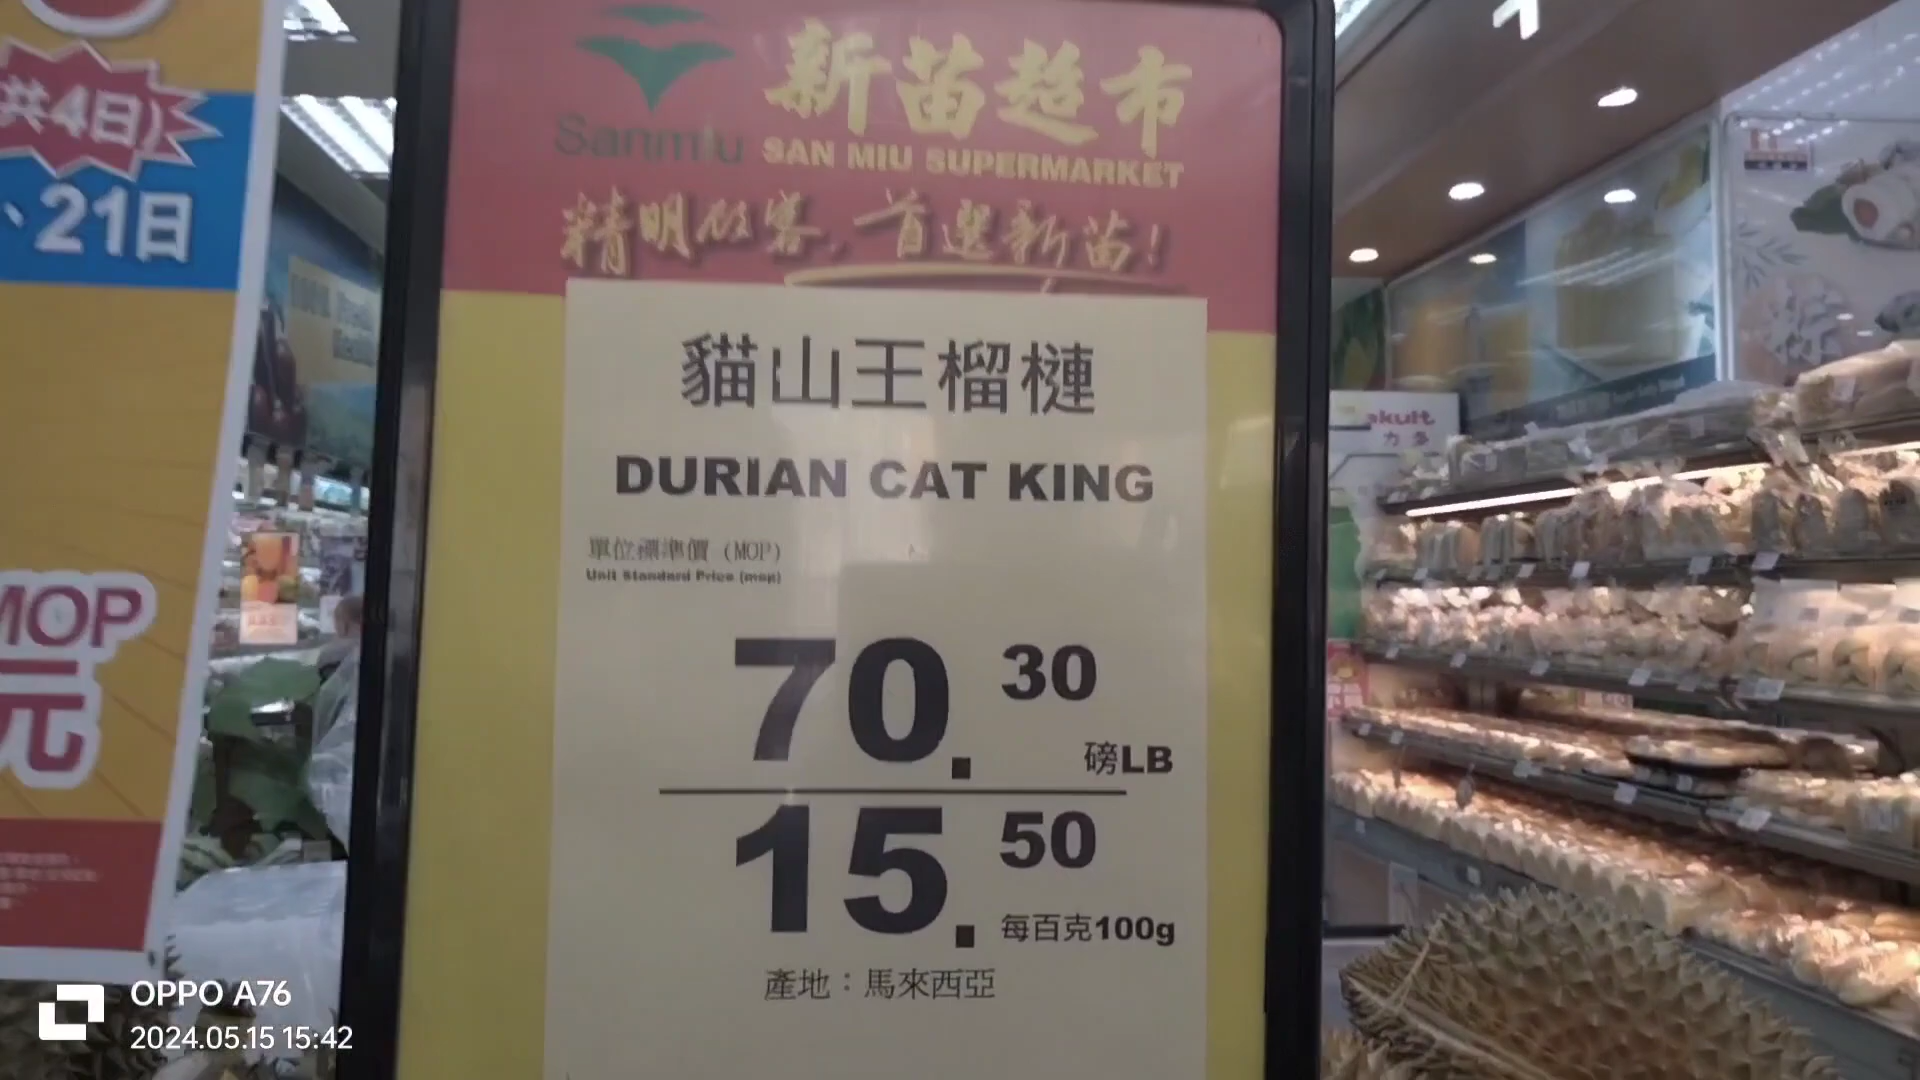 共4日)
、21日
MOP
元
Sanmiu
新苗超市
SAN MIU SUPERMARKET
精明顧客,首選新苗!
貓山王榴槤
DURIAN CAT KING
單位標準價 (MOP)
Unit Standard Price (mop)
70.30
磅LB
15.50
每百克100g
產地：馬來西亞
akult
力多
OPPO A76
2024.05.15 15:42